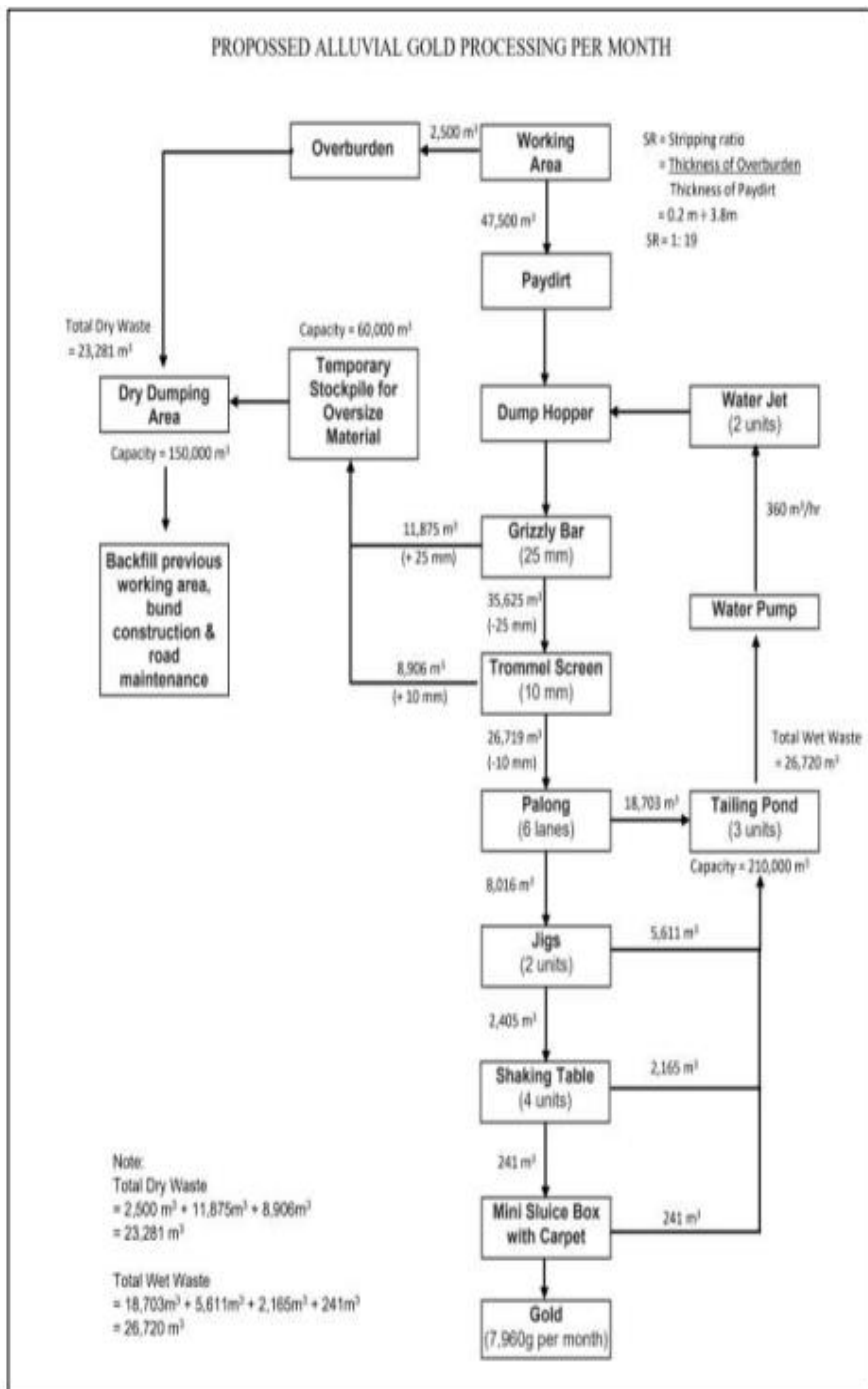 PROPOSSED ALLUVIAL GOLD PROCESSING PER MONTH
Overburden
2,500 m³
Working
Area
SR = Stripping ratio
= Thickness of Overburden
Thickness of Paydirt
= 0.2 m ÷ 3.8m
SR = 1: 19
47,500 m³
Paydirt
Total Dry Waste
= 23,281 m³
Capacity = 60,000 m³
Temporary
Stockpile for
Oversize
Material
Dry Dumping
Area
Capacity = 150,000 m³
Dump Hopper
Water Jet
(2 units)
360 m³/hr
11,875 m³
(+ 25 mm)
Grizzly Bar
(25 mm)
Backfill previous
working area,
bund
construction &
road
maintenance
35,625 m³
(-25 mm)
Water Pump
8,906 m³
(+ 10 mm)
Trommel Screen
(10 mm)
26,719 m³
(-10 mm)
Total Wet Waste
= 26,720 m³
Palong
(6 lanes)
18,703 m³
Tailing Pond
(3 units)
Capacity = 210,000 m³
8,016 m³
Jigs
(2 units)
5,611 m³
2,405 m³
Shaking Table
(4 units)
2,165 m³
241 m³
Mini Sluice Box
with Carpet
241 m³
Gold
(7,960g per month)
Note:
Total Dry Waste
= 2,500 m³ + 11,875m³ + 8,906m³
= 23,281 m³
Total Wet Waste
= 18,703m³ + 5,611m³ + 2,165m³ + 241m³
= 26,720 m³